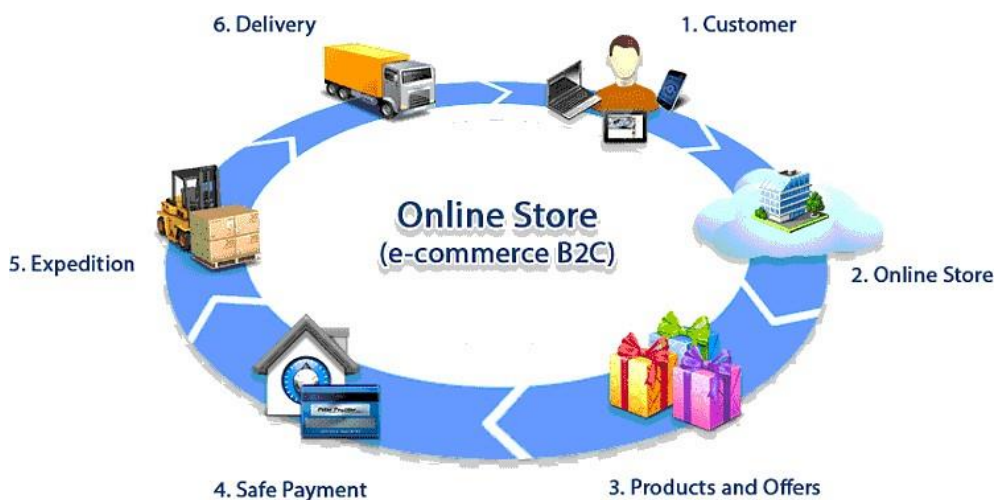 6. Delivery
1. Customer
Online Store
(e-commerce B2C)
5. Expedition
2. Online Store
4. Safe Payment
3. Products and Offers